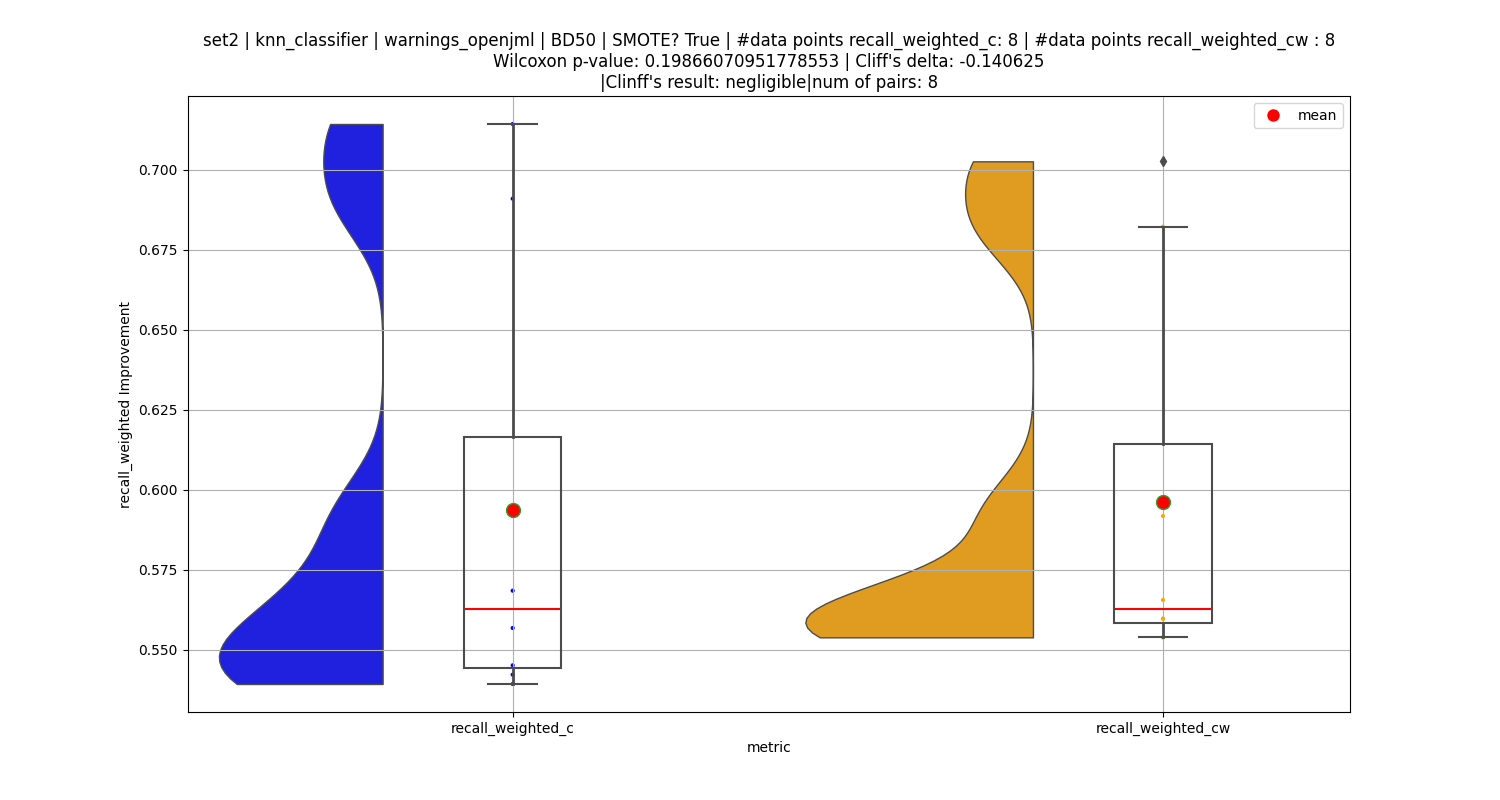 set2 | knn_classifier | warnings_openjml | BD50 | SMOTE? True | #data points recall_weighted_c: 8 | #data points recall_weighted_cw : 8
Wilcoxon p-value: 0.19866070951778553 | Cliff's delta: -0.140625
|Clinff's result: negligible|num of pairs: 8
mean
0.700
0.675
0.650
0.625
0.600
0.575
0.550
recall_weighted Improvement
recall_weighted_c
recall_weighted_cw
metric